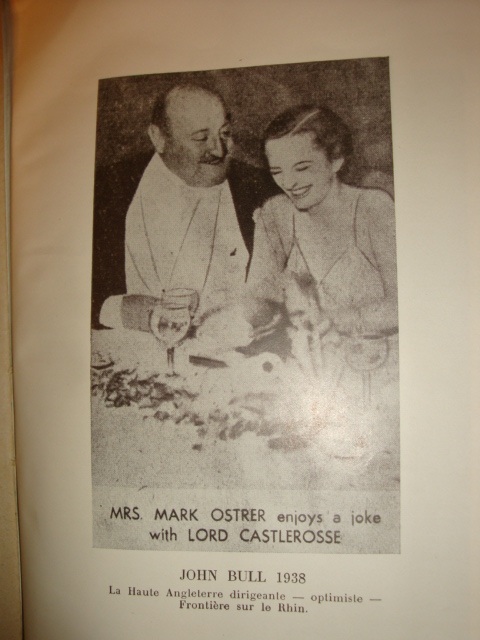 MRS. MARK OSTRER enjoys a joke
with LORD CASTLEROSSE
JOHN BULL 1938
La Haute Angleterre dirigeante — optimiste —
Frontière sur le Rhin.